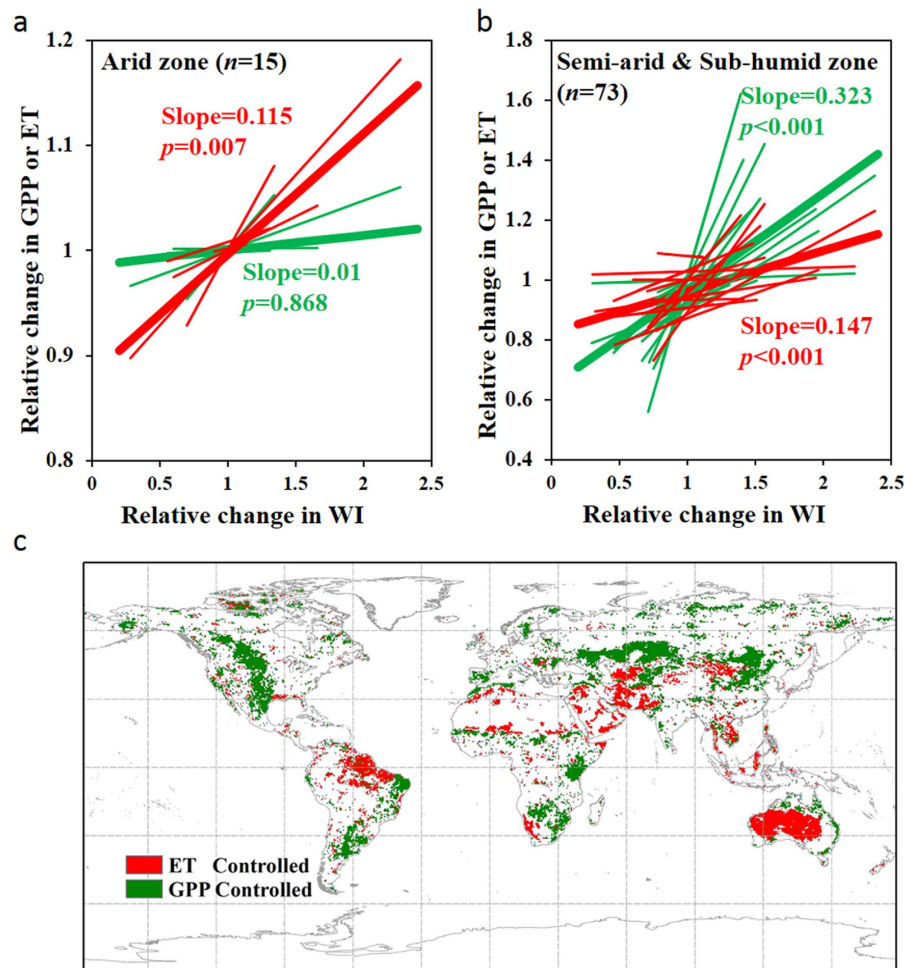 a
Relative change in GPP or ET
1.2
1.1
1
0.9
0.8
Arid zone (n=15)
Slope=0.115
p=0.007
Slope=0.01
p=0.868
0
0.5
1
1.5
2
2.5
Relative change in WI
b
Relative change in GPP or ET
1.8
1.6
1.4
1.2
1
0.8
0.6
0.4
Semi-arid & Sub-humid zone
(n=73)
Slope=0.323
p<0.001
Slope=0.147
p<0.001
0
0.5
1
1.5
2
2.5
Relative change in WI
c
ET Controlled
GPP Controlled